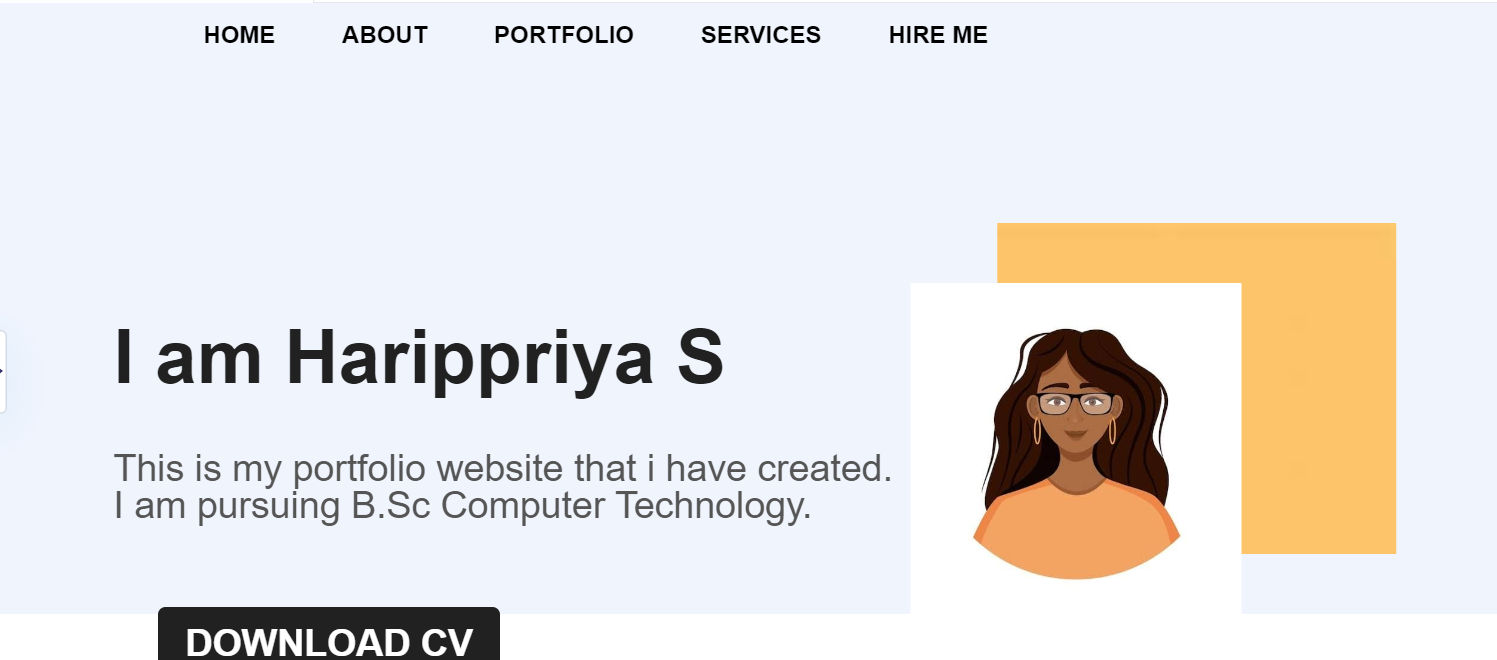 HOME ABOUT PORTFOLIO SERVICES HIRE ME
I am Harippriya S
This is my portfolio website that i have created.
I am pursuing B.Sc Computer Technology.
DOWNLOAD CV